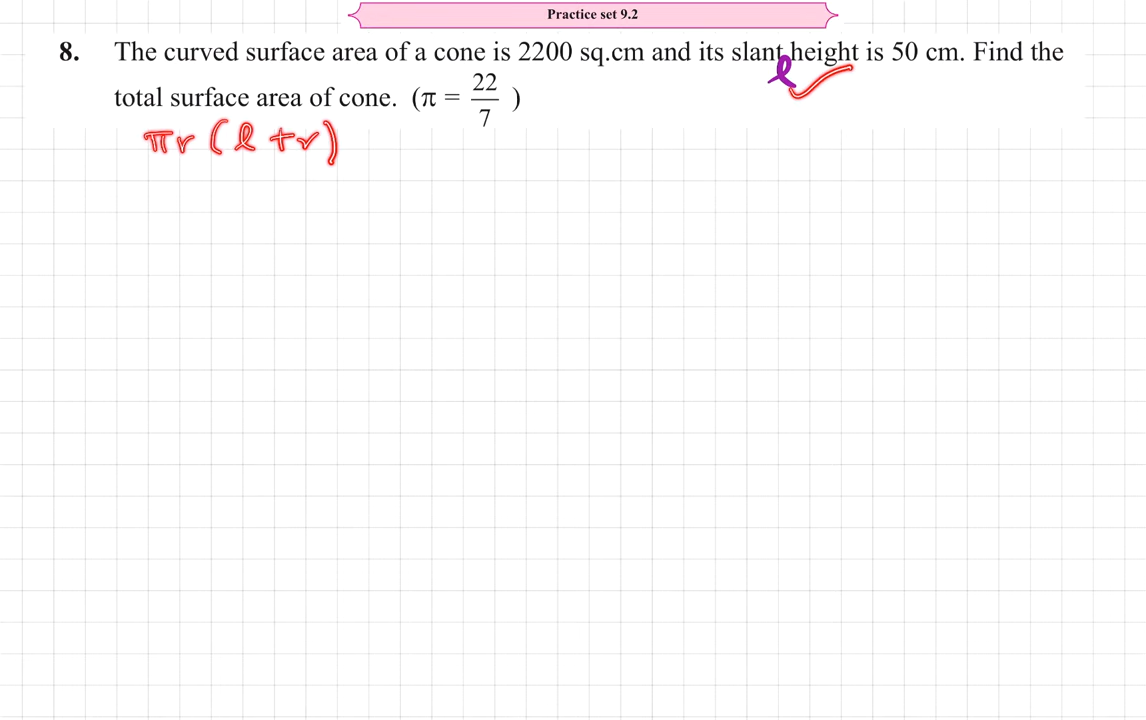 Practice set 9.2
8. The curved surface area of a cone is 2200 sq.cm and its slant height is 50 cm. Find the
l
total surface area of cone. (π = 22/7 )
πr (l + r)